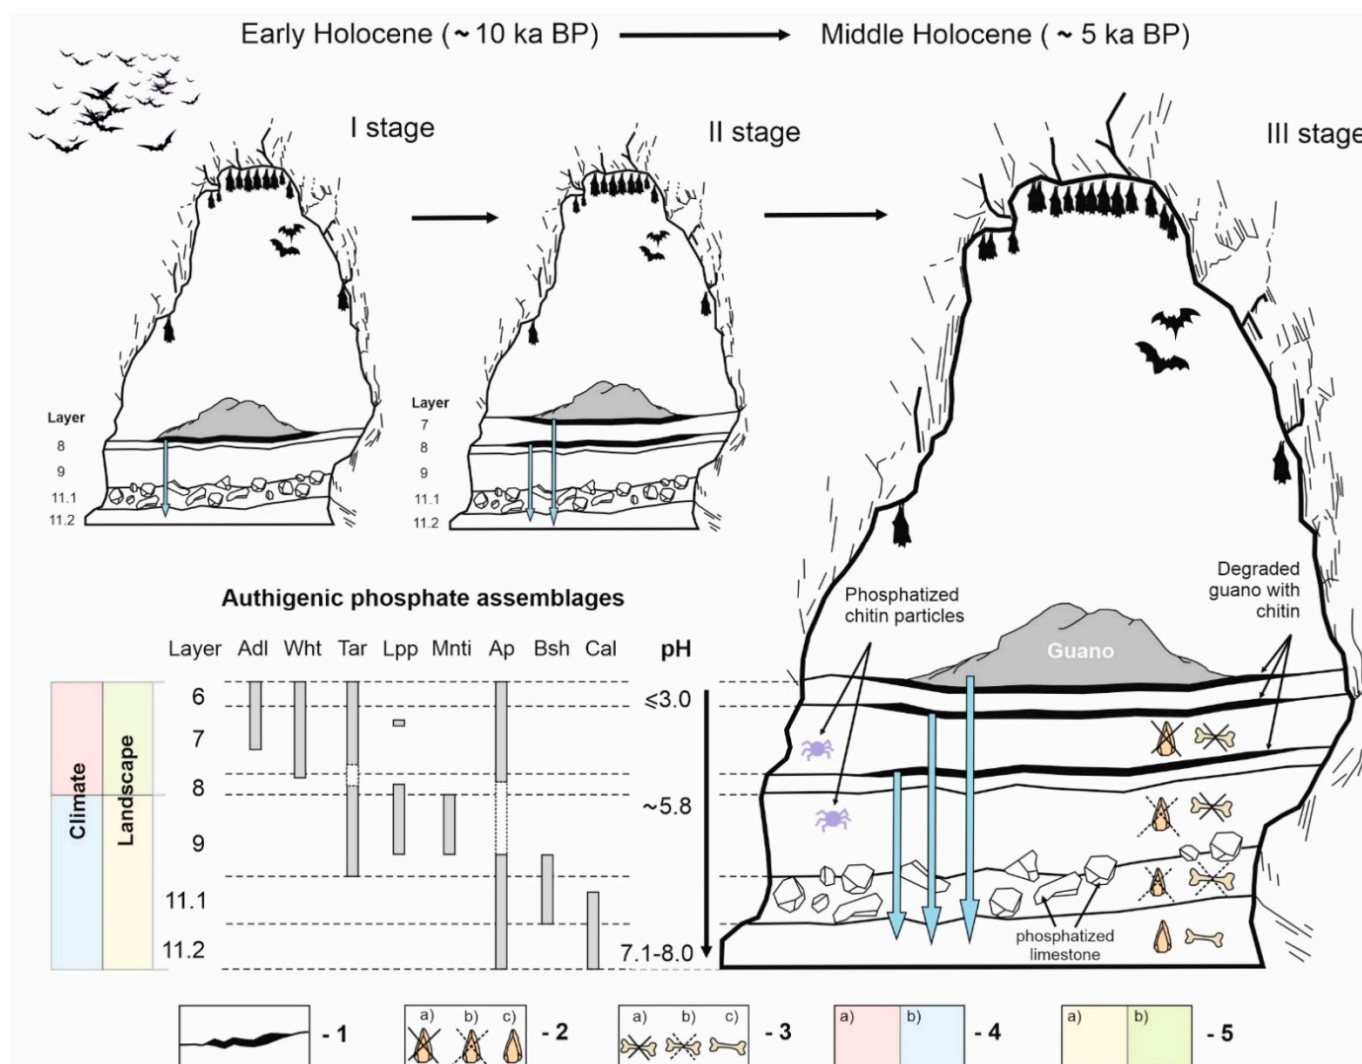 Early Holocene (~ 10 ka BP)
Middle Holocene ( ~ 5 ka BP)
I stage
II stage
III stage
Layer
8
9
11.1
11.2
Layer
7
8
9
11.1
11.2
Authigenic phosphate assemblages
Layer Adl Wht Tar Lpp Mnti Ap Bsh Cal pH
6
7
8
9
11.1
11.2
Climate
Landscape
⩽3.0
~5.8
7.1-8.0
Phosphatized
chitin particles
Degraded
guano with
chitin
Guano
phosphatized
limestone
- 1
a) b) c) - 2
a) b) c) - 3
a) b) - 4
a) b) - 5